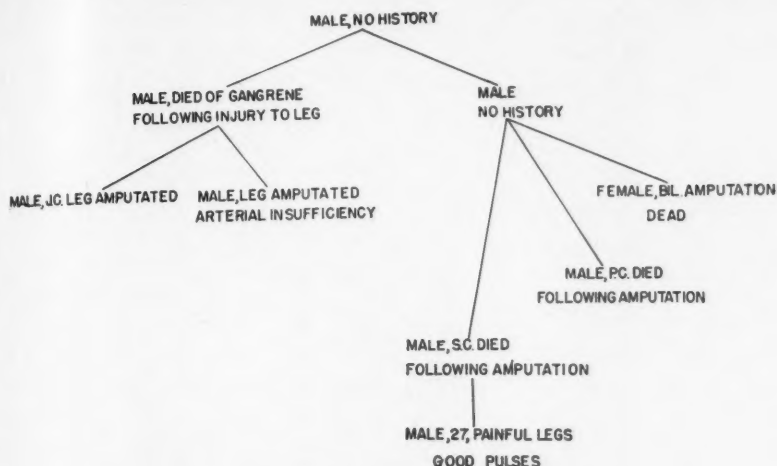 MALE, NO HISTORY
MALE, DIED OF GANGRENE
FOLLOWING INJURY TO LEG
MALE
NO HISTORY
MALE, J.C. LEG AMPUTATED
MALE, LEG AMPUTATED
ARTERIAL INSUFFICIENCY
FEMALE, BIL. AMPUTATION
DEAD
MALE, P.C. DIED
FOLLOWING AMPUTATION
MALE, S.C. DIED
FOLLOWING AMPUTATION
MALE, 27, PAINFUL LEGS
GOOD PULSES